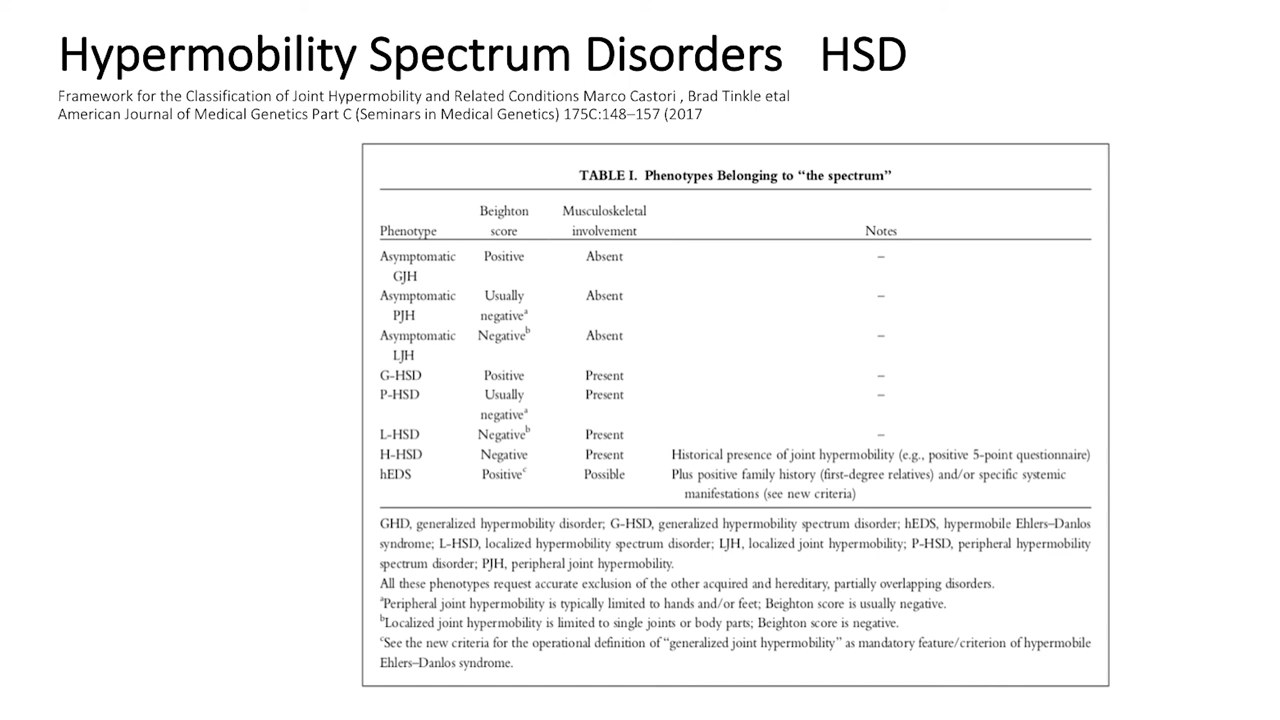 Hypermobility Spectrum Disorders HSD
Framework for the Classification of Joint Hypermobility and Related Conditions Marco Castori , Brad Tinkle etal
American Journal of Medical Genetics Part C (Seminars in Medical Genetics) 175C:148–157 (2017
TABLE I. Phenotypes Belonging to “the spectrum”
Beighton Musculoskeletal
Phenotype score involvement Notes
Asymptomatic Positive Absent –
GJH
Asymptomatic Usually Absent –
PJH negativeᵃ
Asymptomatic Negativeᵇ Absent –
LJH
G-HSD Positive Present –
P-HSD Usually Present –
negativeᵃ
L-HSD Negativeᵇ Present –
H-HSD Negative Present Historical presence of joint hypermobility (e.g., positive 5-point questionnaire)
hEDS Positiveᶜ Possible Plus positive family history (first-degree relatives) and/or specific systemic
manifestations (see new criteria)
GHD, generalized hypermobility disorder; G-HSD, generalized hypermobility spectrum disorder; hEDS, hypermobile Ehlers–Danlos
syndrome; L-HSD, localized hypermobility spectrum disorder; LJH, localized joint hypermobility; P-HSD, peripheral hypermobility
spectrum disorder; PJH, peripheral joint hypermobility.
All these phenotypes request accurate exclusion of the other acquired and hereditary, partially overlapping disorders.
ᵃPeripheral joint hypermobility is typically limited to hands and/or feet; Beighton score is usually negative.
ᵇLocalized joint hypermobility is limited to single joints or body parts; Beighton score is negative.
ᶜSee the new criteria for the operational definition of “generalized joint hypermobility” as mandatory feature/criterion of hypermobile
Ehlers–Danlos syndrome.